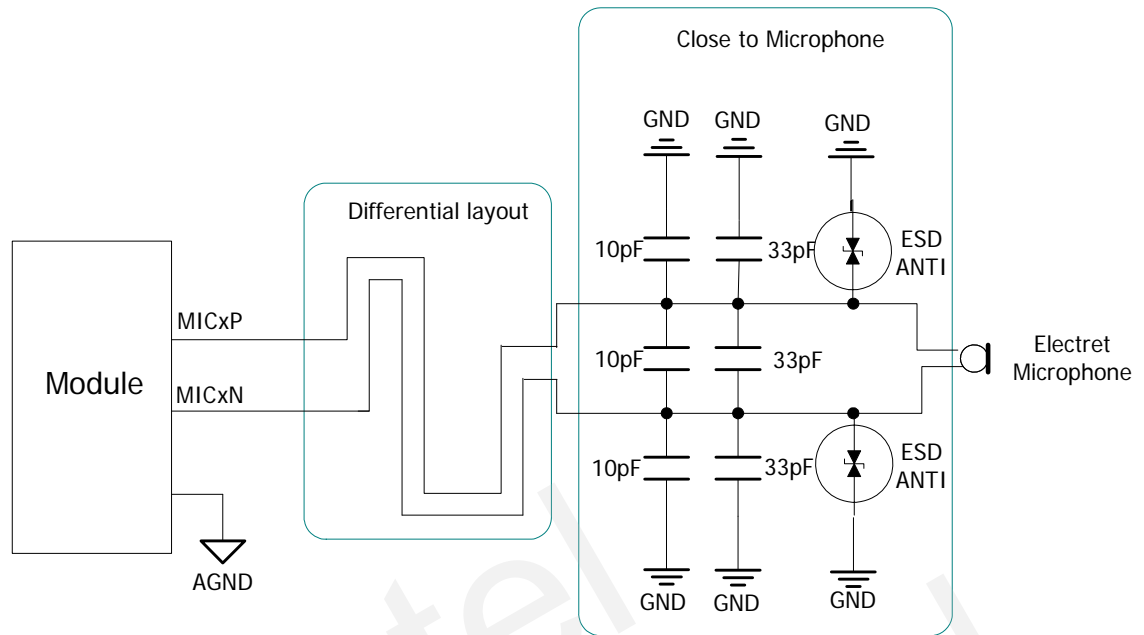 Close to Microphone
GND
GND
GND
Differential layout
10pF
33pF
ESD
ANTI
MICxP
Module
10pF
33pF
Electret
Microphone
MICxN
10pF
33pF
ESD
ANTI
AGND
GND
GND
GND